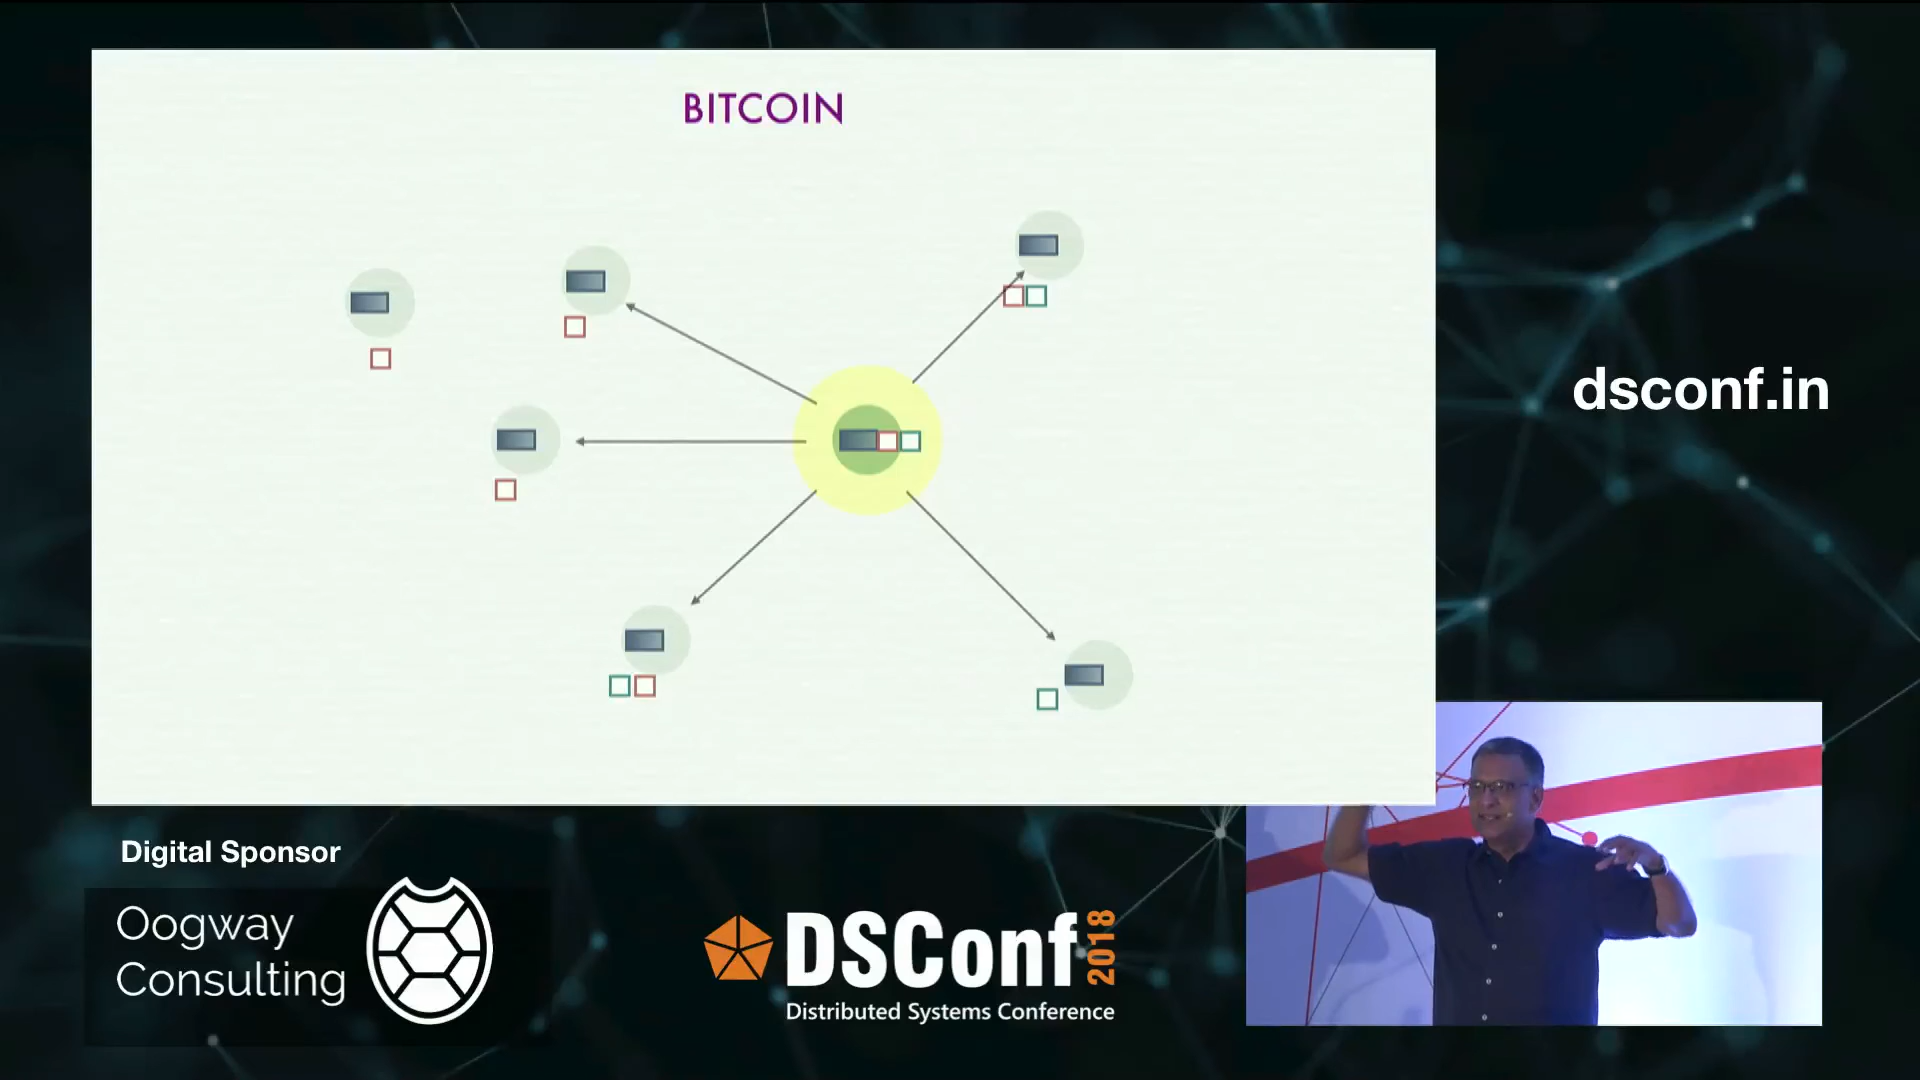 BITCOIN
dsconf.in
Digital Sponsor
Oogway
Consulting
DSConf
2018
Distributed Systems Conference